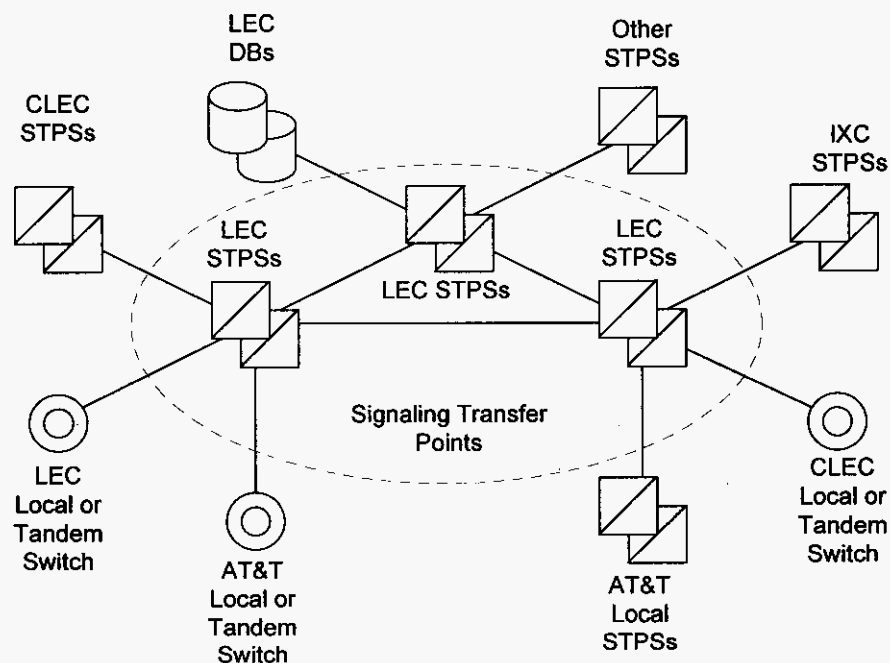 LEC
DBs
Other
STPSs
CLEC
STPSs
IXC
STPSs
LEC
STPSs
LEC
STPSs
LEC STPSs
Signaling Transfer
Points
LEC
Local or
Tandem
Switch
CLEC
Local or
Tandem
Switch
AT&T
Local or
Tandem
Switch
AT&T
Local
STPSs